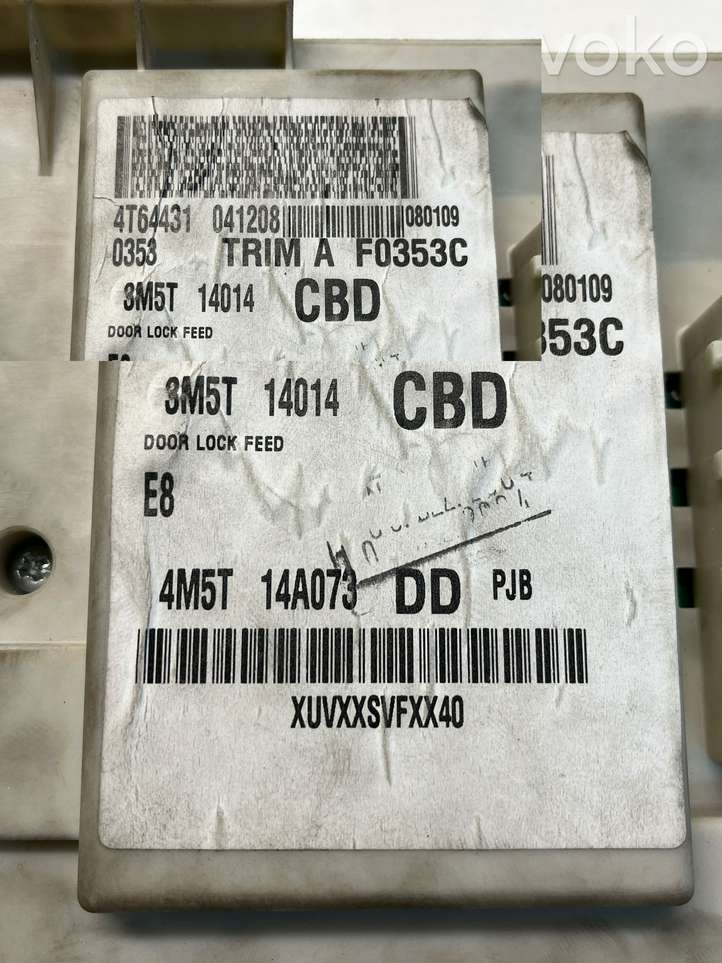 voko
4T64431 041208 080109
0353 TRIM A F0353C
3M5T 14014 CBD
DOOR LOCK FEED
080109
353C
3M5T 14014 CBD
DOOR LOCK FEED
E8
4M5T 14A073 DD PJB
XUVXXSVFXX40